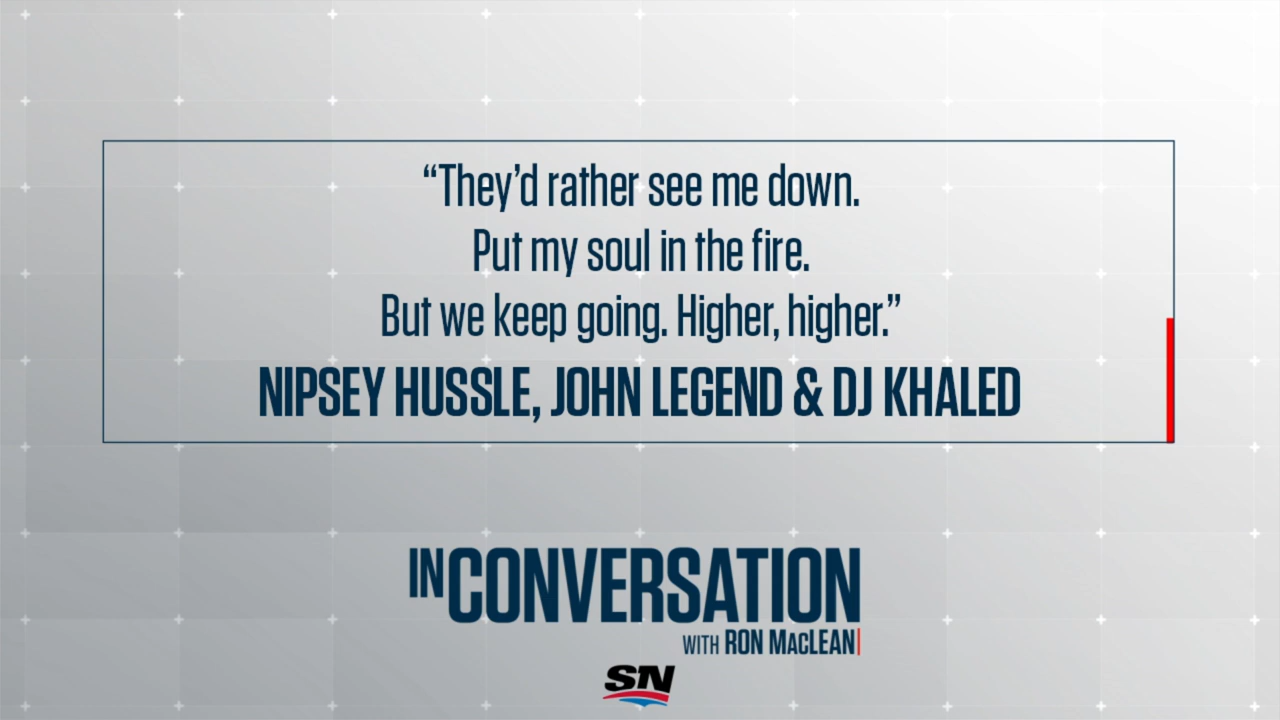 “They’d rather see me down.
Put my soul in the fire.
But we keep going. Higher, higher.”
NIPSEY HUSSLE, JOHN LEGEND & DJ KHALED
IN CONVERSATION
WITH RON MACLEAN
SN